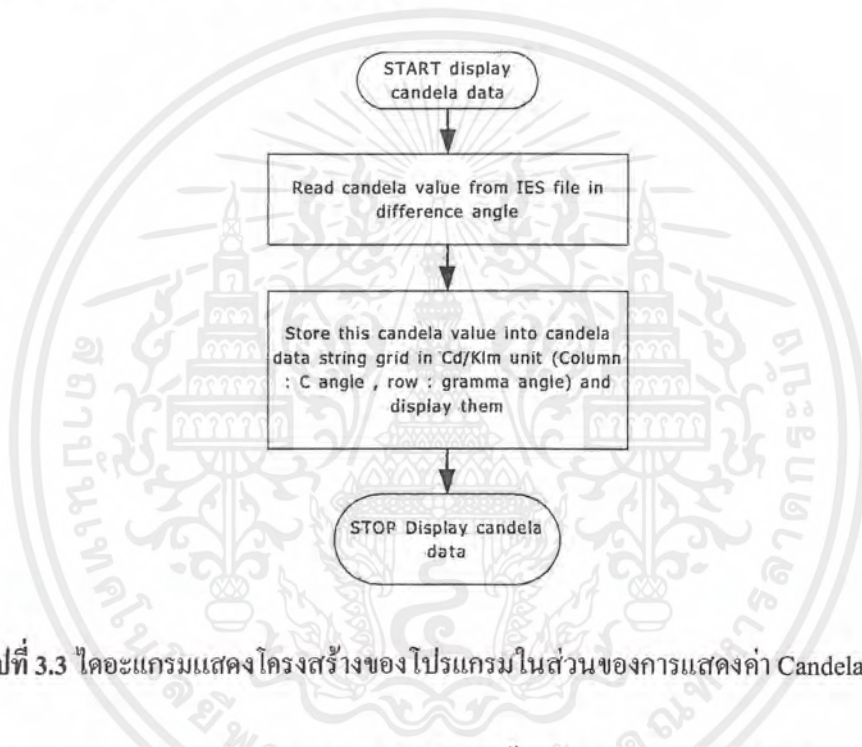 START display
candela data
Read candela value from IES file in
difference angle
Store this candela value into candela
data string grid in Cd/Klm unit (Column
: C angle , row : gramma angle) and
display them
STOP Display candela
data
ปที่ 3.3 ไดอะแกรมแสดงโครงสร้างของโปรแกรมในส่วนของการแสดงค่า Candela